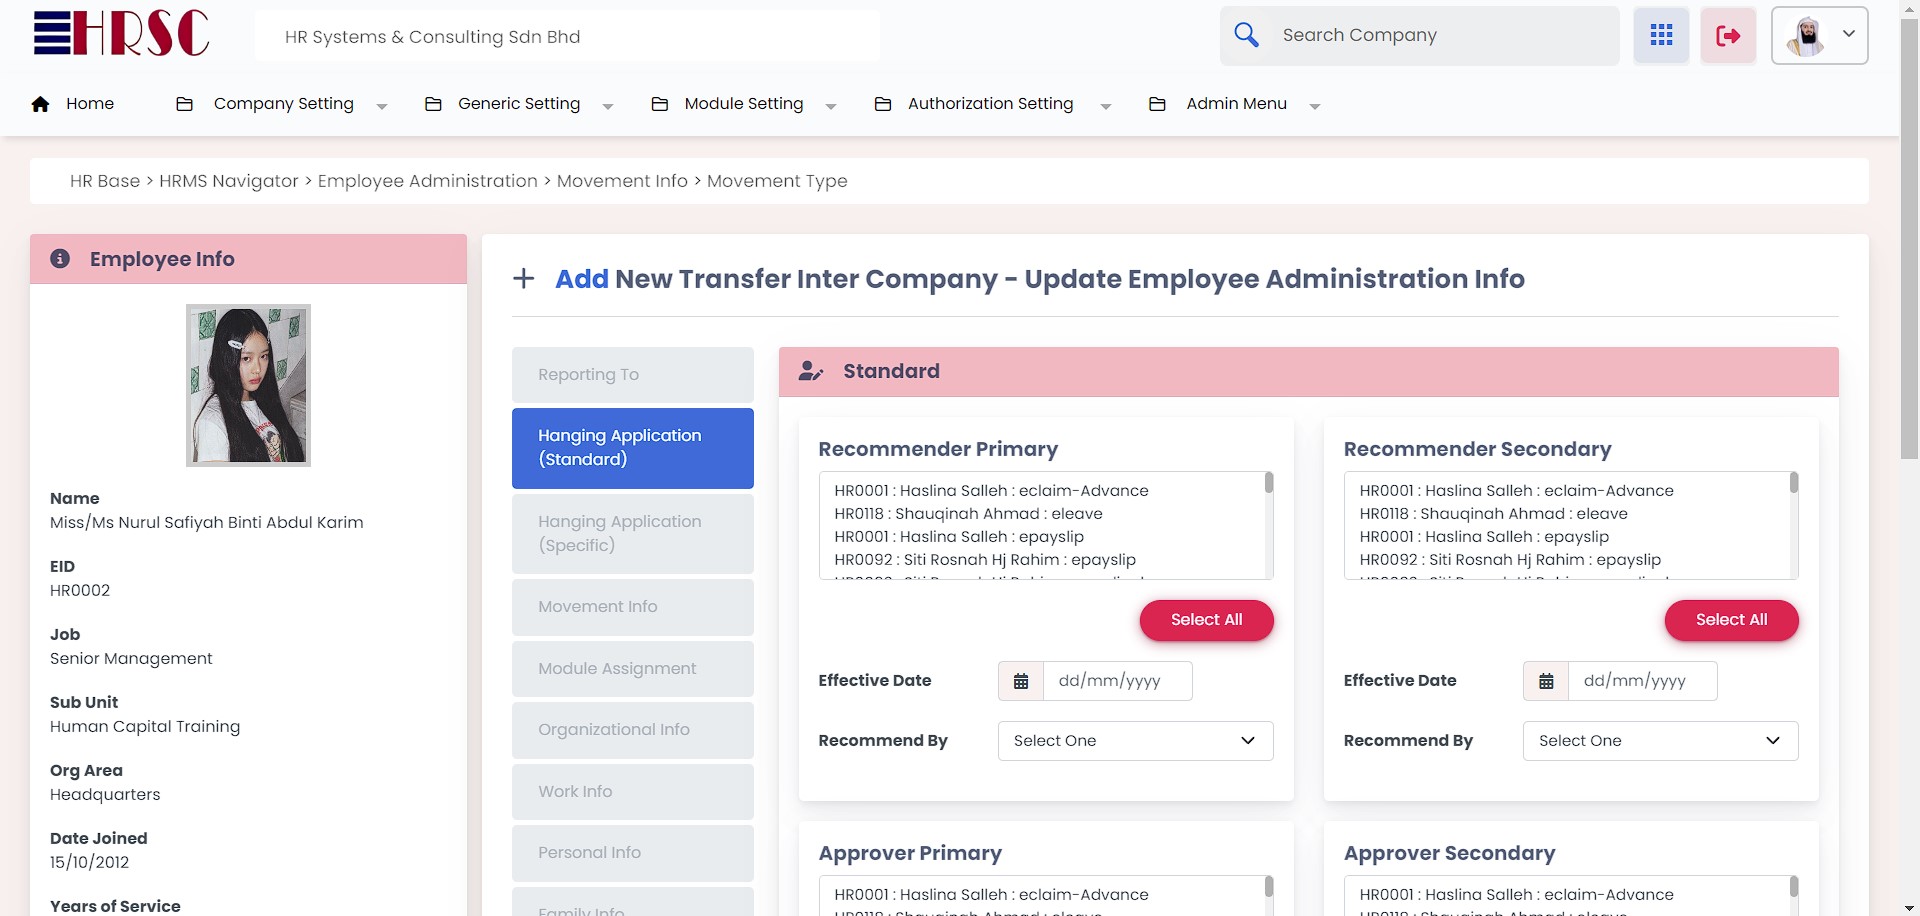 HRSC
HR Systems & Consulting Sdn Bhd
Search Company
Home
Company Setting
Generic Setting
Module Setting
Authorization Setting
Admin Menu
HR Base > HRMS Navigator > Employee Administration > Movement Info > Movement Type
Employee Info
Name
Miss/Ms Nurul Safiyah Binti Abdul Karim
EID
HR0002
Job
Senior Management
Sub Unit
Human Capital Training
Org Area
Headquarters
Date Joined
15/10/2012
Years of Service
Add New Transfer Inter Company - Update Employee Administration Info
Reporting To
Hanging Application
(Standard)
Hanging Application
(Specific)
Movement Info
Module Assignment
Organizational Info
Work Info
Personal Info
Family Info
Standard
Recommender Primary
HR0001 : Haslina Salleh : eclaim-Advance
HR0118 : Shauqinah Ahmad : eleave
HR0001 : Haslina Salleh : epayslip
HR0092 : Siti Rosnah Hj Rahim : epayslip
Select All
Effective Date
dd/mm/yyyy
Recommend By
Select One
Recommender Secondary
HR0001 : Haslina Salleh : eclaim-Advance
HR0118 : Shauqinah Ahmad : eleave
HR0001 : Haslina Salleh : epayslip
HR0092 : Siti Rosnah Hj Rahim : epayslip
Select All
Effective Date
dd/mm/yyyy
Recommend By
Select One
Approver Primary
HR0001 : Haslina Salleh : eclaim-Advance
HR0118 : Shauqinah Ahmad : eleave
Approver Secondary
HR0001 : Haslina Salleh : eclaim-Advance
HR0118 : Shauqinah Ahmad : eleave